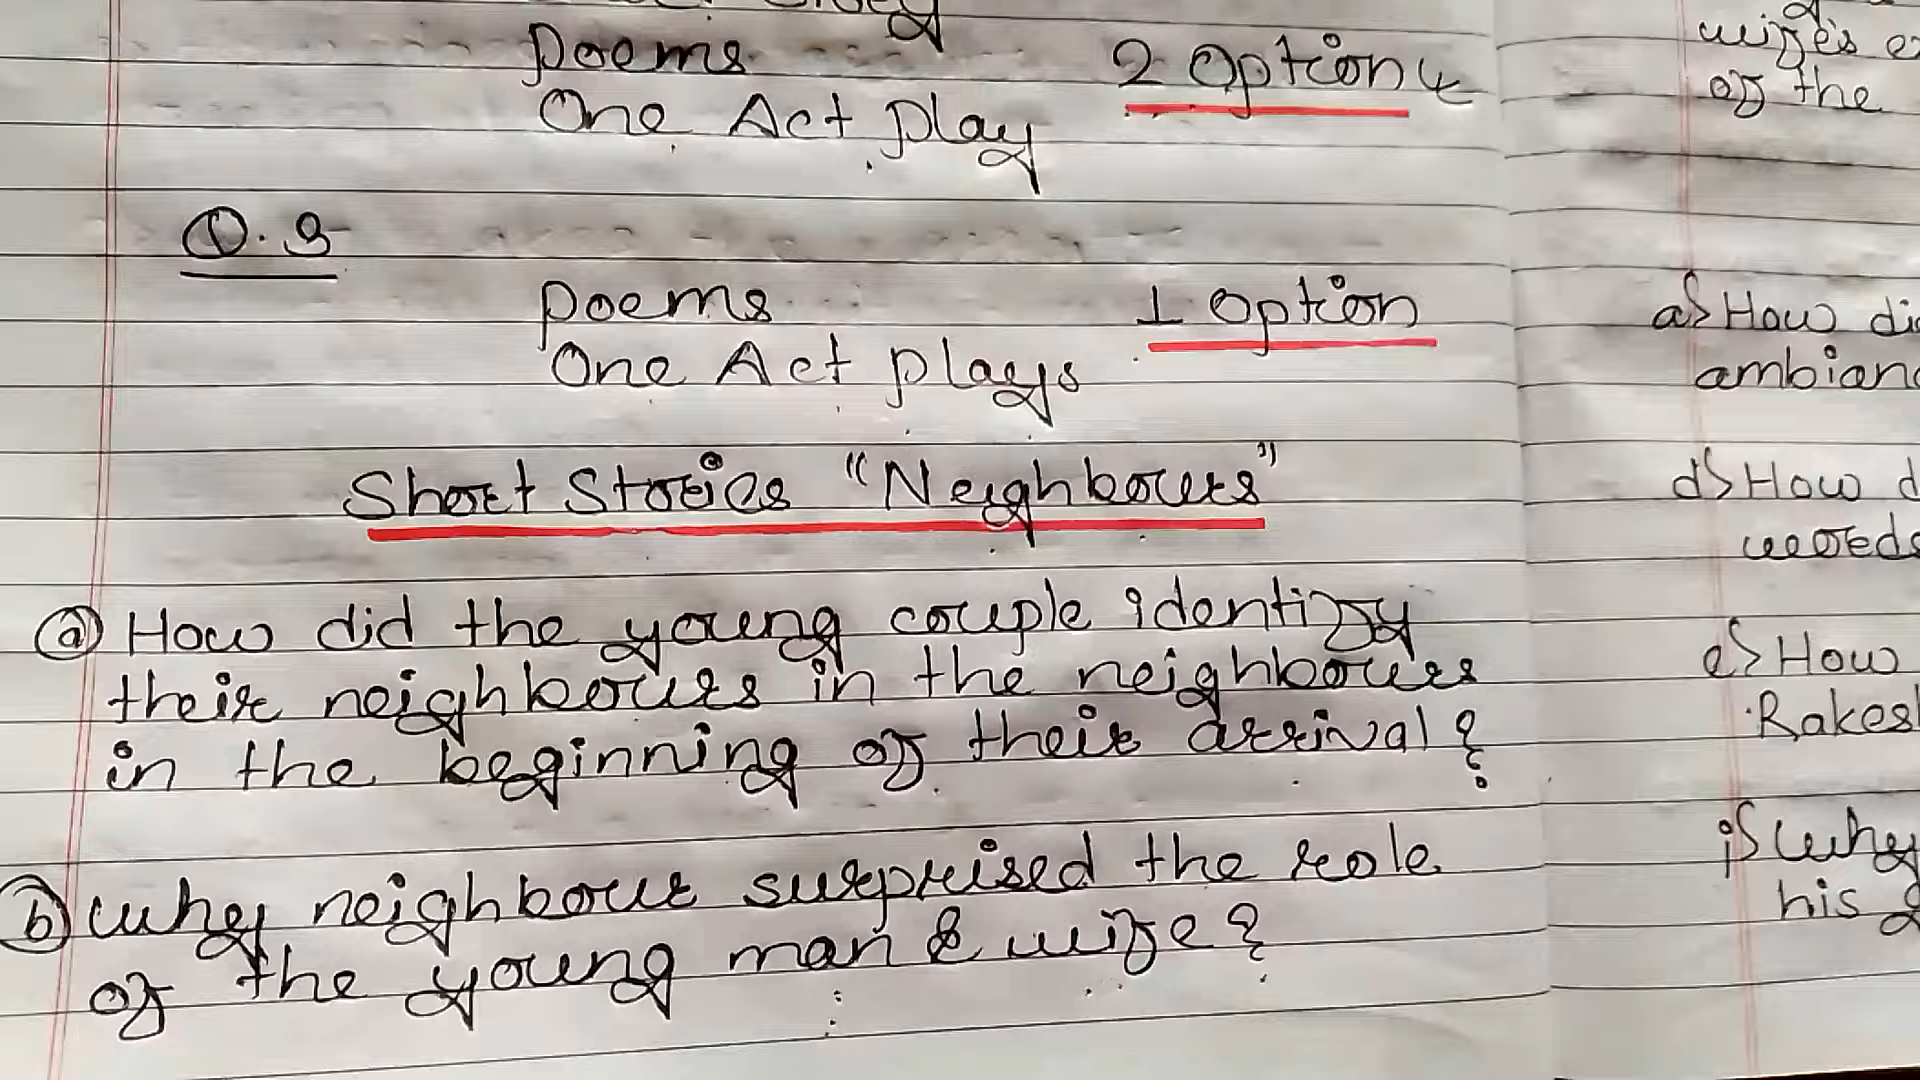 Poems
2 Option
One Act Play
Q.3
Poems
1 Option
One Act Plays
Short Stories "Neighbours"
a) How did the young couple identify
their neighbours in the neighbours
in the beginning of their arrival?
b) Why neighbour surprised the role
of the young man & wife?
wife's
of the
a) How
d) How
words
e) How
i) Why
his